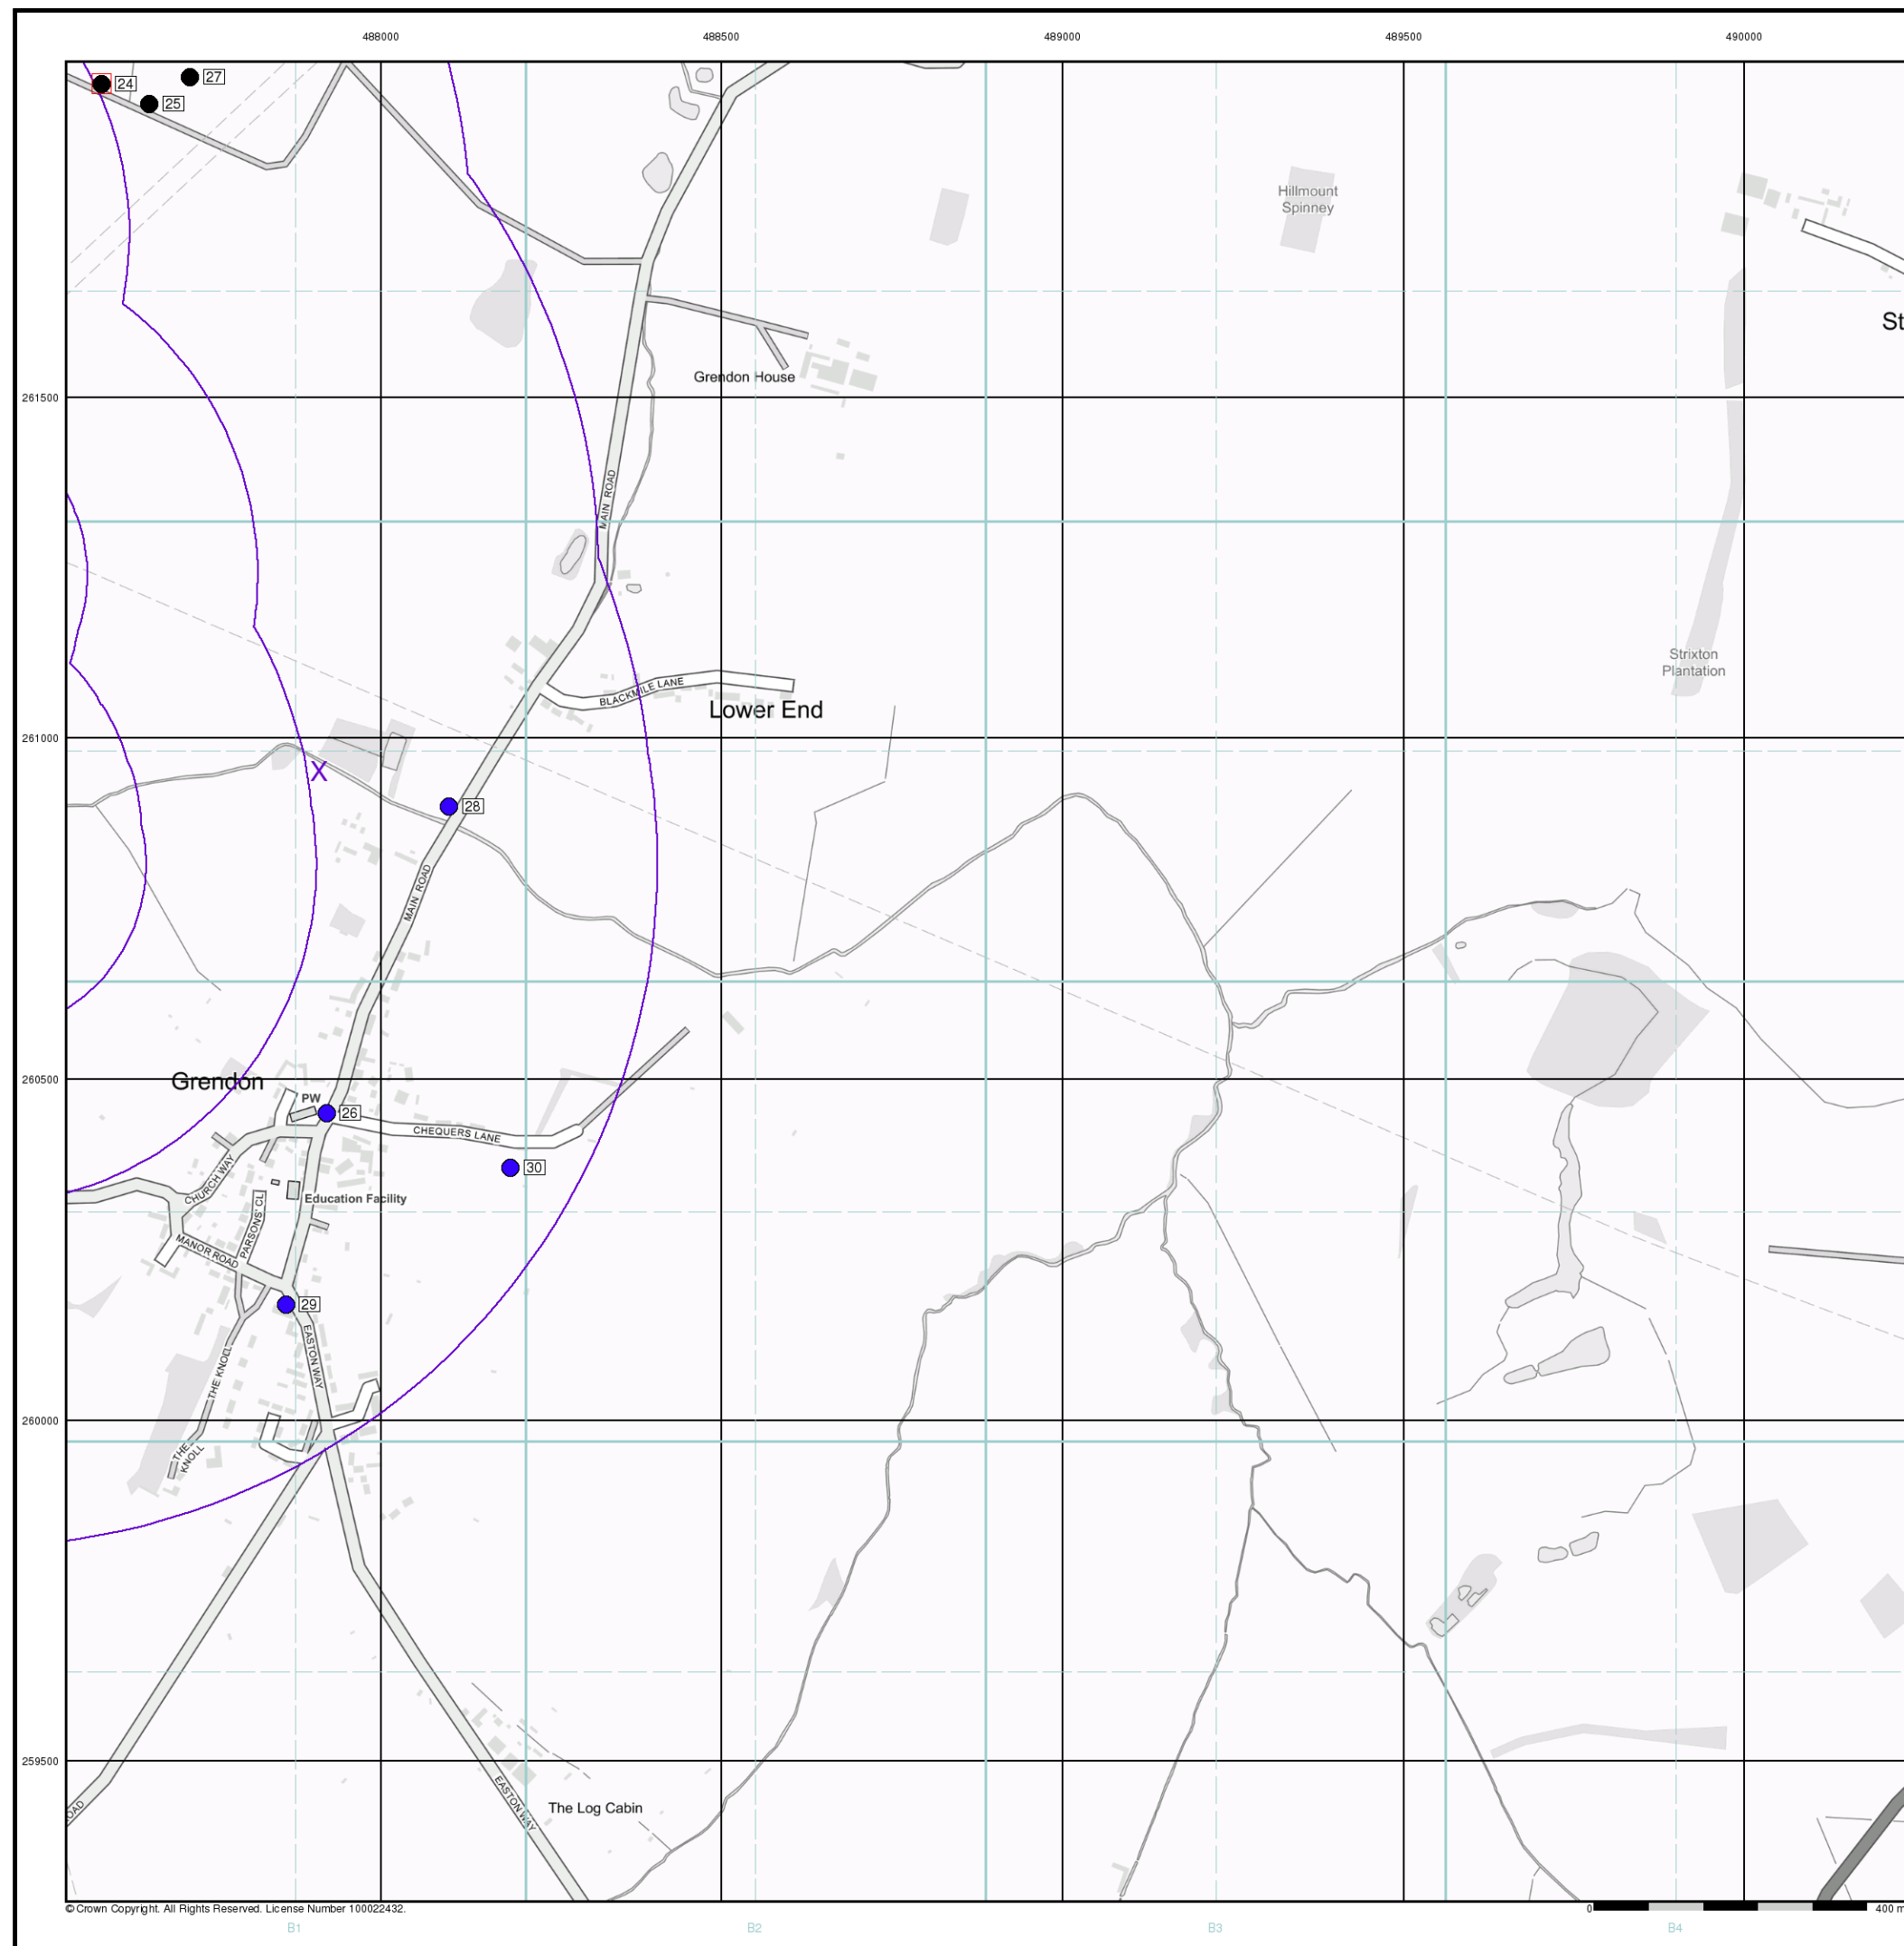 488000 488500 489000 489500 490000
24
27
25
Hillmount
Spinney
St
Grendon House
261500
MAIN ROAD
Strixton
Plantation
BLACKMILE LANE
Lower End
261000
X
28
MAIN ROAD
Grendon
260500
PW
26
CHEQUERS LANE
30
CHURCH WAY
Education Facility
PARSONS' CL
MANOR ROAD
29
EASTON WAY
THE KNOLL
260000
THE
KNOLL
259500
EASTON WAY
The Log Cabin
OAD
© Crown Copyright. All Rights Reserved. License Number 100022432.
0 400 m
B1 B2 B3 B4